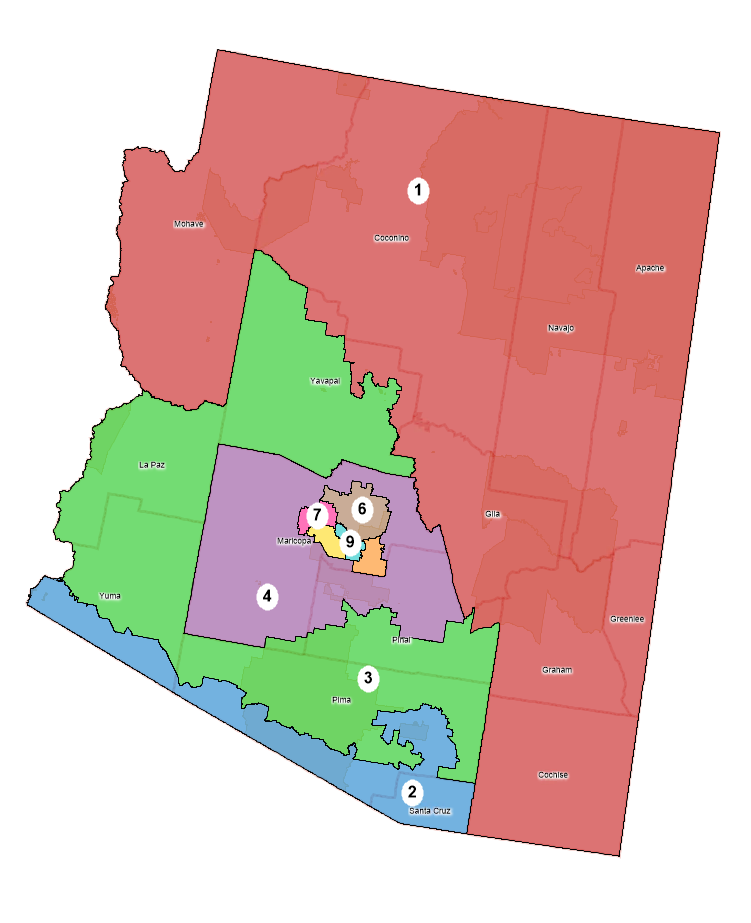 1
Mohave
Coconino
Apache
Navajo
Yavapai
La Paz
7
6
Gila
9
Maricopa
4
Yuma
Greenlee
Pinal
Graham
3
Pima
Cochise
2
Santa Cruz